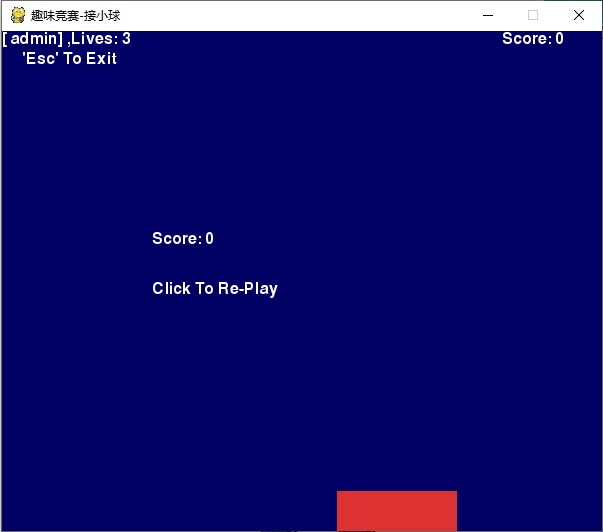 趣味竞赛-接小球
[ admin] ,Lives: 3 Score: 0
'Esc' To Exit
Score: 0
Click To Re-Play